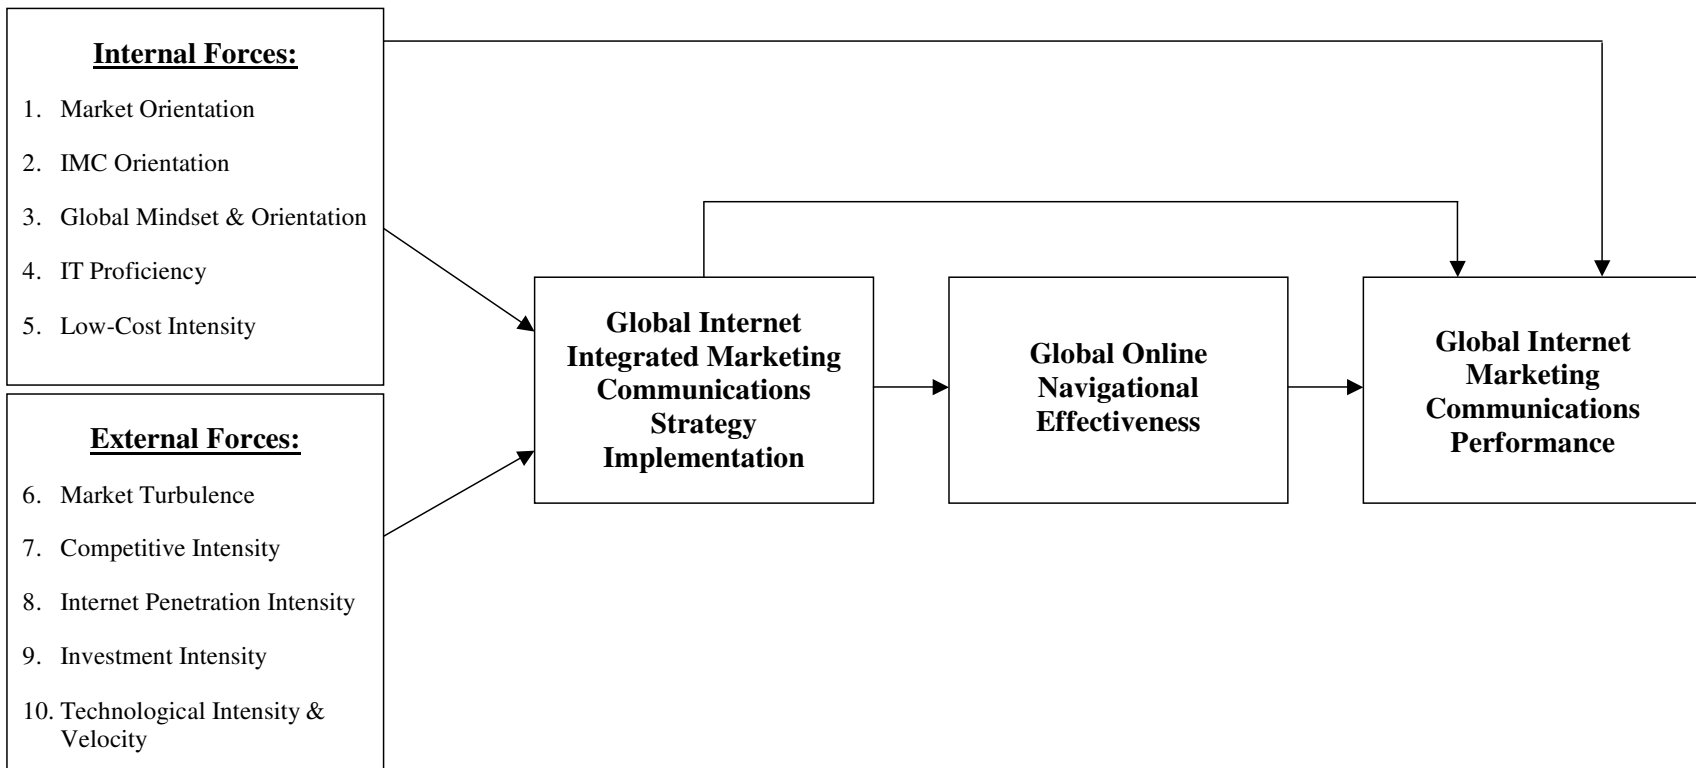 Internal Forces:
1. Market Orientation
2. IMC Orientation
3. Global Mindset & Orientation
4. IT Proficiency
5. Low-Cost Intensity
External Forces:
6. Market Turbulence
7. Competitive Intensity
8. Internet Penetration Intensity
9. Investment Intensity
10. Technological Intensity &
Velocity
Global Internet
Integrated Marketing
Communications
Strategy
Implementation
Global Online
Navigational
Effectiveness
Global Internet
Marketing
Communications
Performance